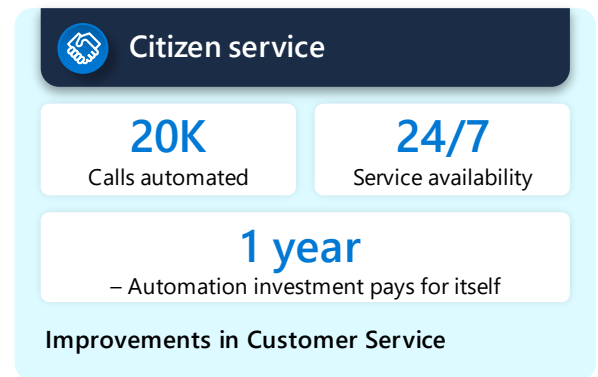 Citizen service
20K
Calls automated
24/7
Service availability
1 year
– Automation investment pays for itself
Improvements in Customer Service